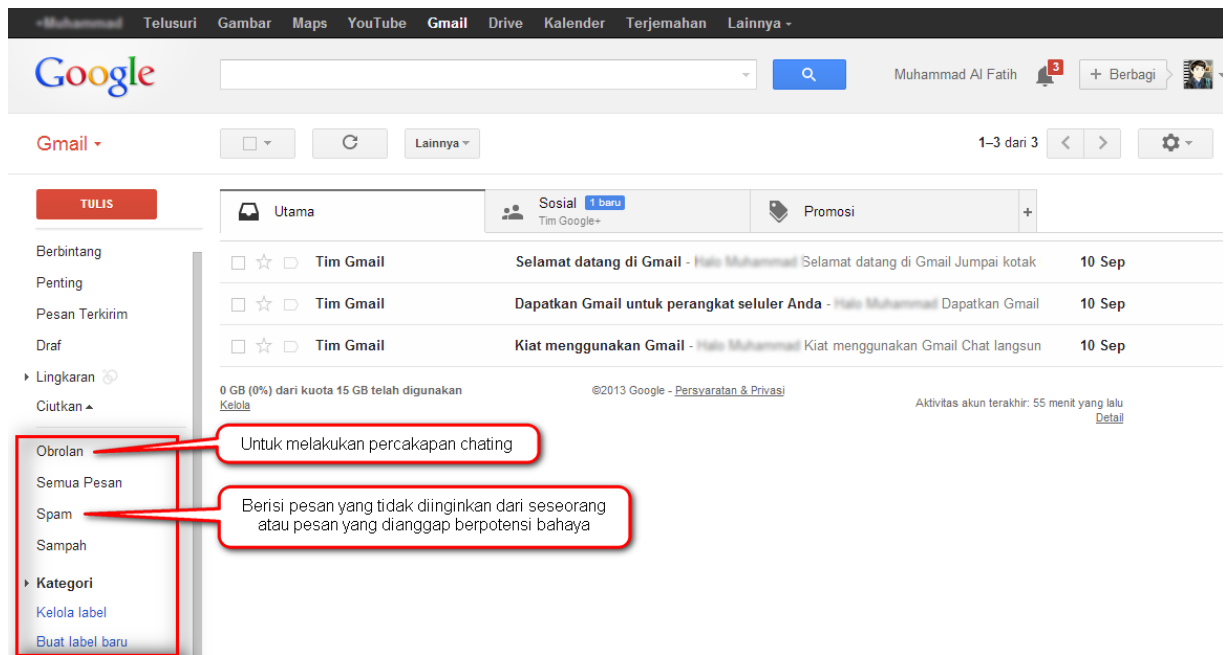 Telusuri Gambar Maps YouTube Gmail Drive Kalender Terjemahan Lainnya
Google
Muhammad Al Fatih 3 + Berbagi
Gmail
Lainnya
1–3 dari 3
TULIS
Utama
Sosial 1 baru
Tim Google+
Promosi
+
Berbintang
Penting
Pesan Terkirim
Draf
Lingkaran
Ciutkan
Obrolan
Semua Pesan
Spam
Sampah
Kategori
Kelola label
Buat label baru
Tim Gmail Selamat datang di Gmail - Selamat datang di Gmail Jumpai kotak 10 Sep
Tim Gmail Dapatkan Gmail untuk perangkat seluler Anda - Dapatkan Gmail 10 Sep
Tim Gmail Kiat menggunakan Gmail - Kiat menggunakan Gmail Chat langsun 10 Sep
0 GB (0%) dari kuota 15 GB telah digunakan
Kelola
©2013 Google - Persyaratan & Privasi
Aktivitas akun terakhir: 55 menit yang lalu
Detail
Untuk melakukan percakapan chating
Berisi pesan yang tidak diinginkan dari seseorang
atau pesan yang dianggap berpotensi bahaya